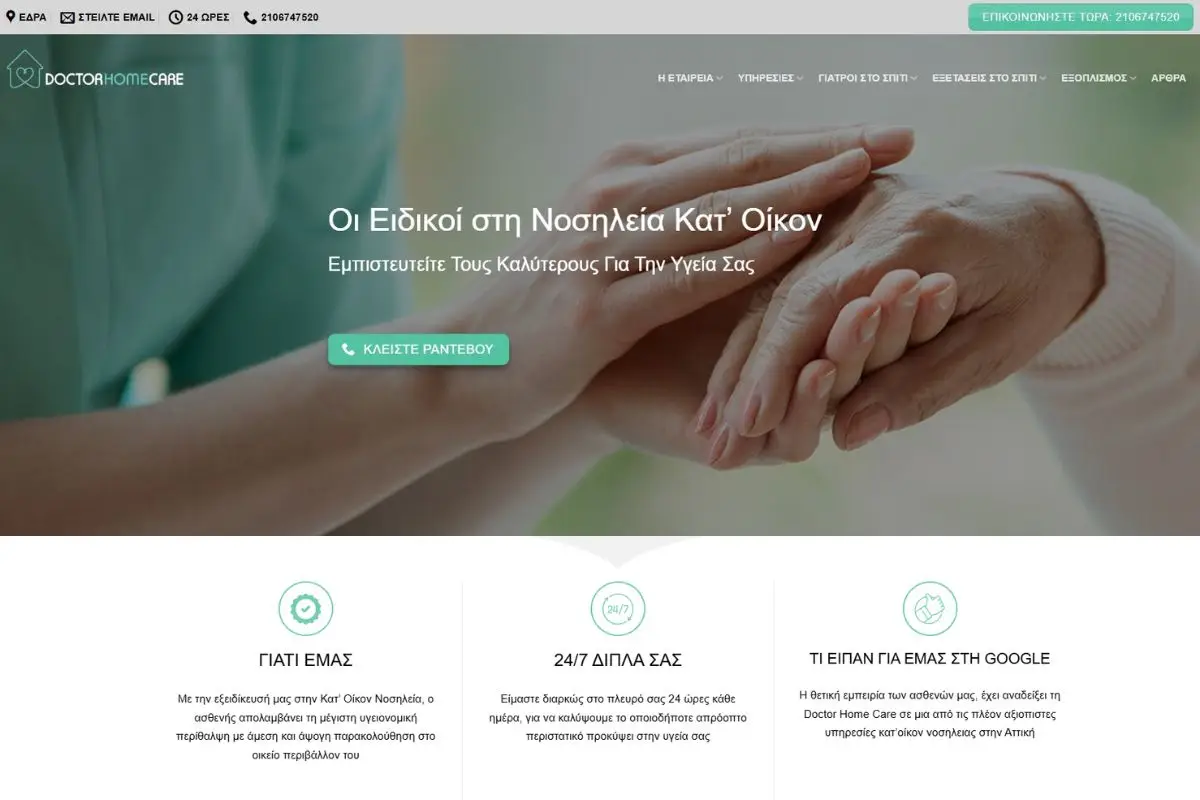 ΕΔΡΑ
ΣΤΕΙΛΤΕ EMAIL
24 ΩΡΕΣ
2106747520
ΕΠΙΚΟΙΝΩΝΗΣΤΕ ΤΩΡΑ: 2106747520
DOCTORHOMECARE
Η ΕΤΑΙΡΕΙΑ
ΥΠΗΡΕΣΙΕΣ
ΓΙΑΤΡΟΙ ΣΤΟ ΣΠΙΤΙ
ΕΞΕΤΑΣΕΙΣ ΣΤΟ ΣΠΙΤΙ
ΕΞΟΠΛΙΣΜΟΣ
ΑΡΘΡΑ
Οι Ειδικοί στη Νοσηλεία Κατ’ Οίκον
Εμπιστευτείτε Τους Καλύτερους Για Την Υγεία Σας
ΚΛΕΙΣΤΕ ΡΑΝΤΕΒΟΥ
ΓΙΑΤΙ ΕΜΑΣ
Με την εξειδίκευσή μας στην Κατ’ Οίκον Νοσηλεία, ο
ασθενής απολαμβάνει τη μέγιστη υγειονομική
περίθαλψη με άμεση και άψογη παρακολούθηση στο
οικείο περιβάλλον του
24/7
24/7 ΔΙΠΛΑ ΣΑΣ
Είμαστε διαρκώς στο πλευρό σας 24 ώρες κάθε
ημέρα, για να καλύψουμε το οποιοδήποτε απρόοπτο
περιστατικό προκύψει στην υγεία σας
ΤΙ ΕΙΠΑΝ ΓΙΑ ΕΜΑΣ ΣΤΗ GOOGLE
Η θετική εμπειρία των ασθενών μας, έχει αναδείξει τη
Doctor Home Care σε μια από τις πλέον αξιοπιστες
υπηρεσίες κατ’οίκον νοσηλειας στην Αττική